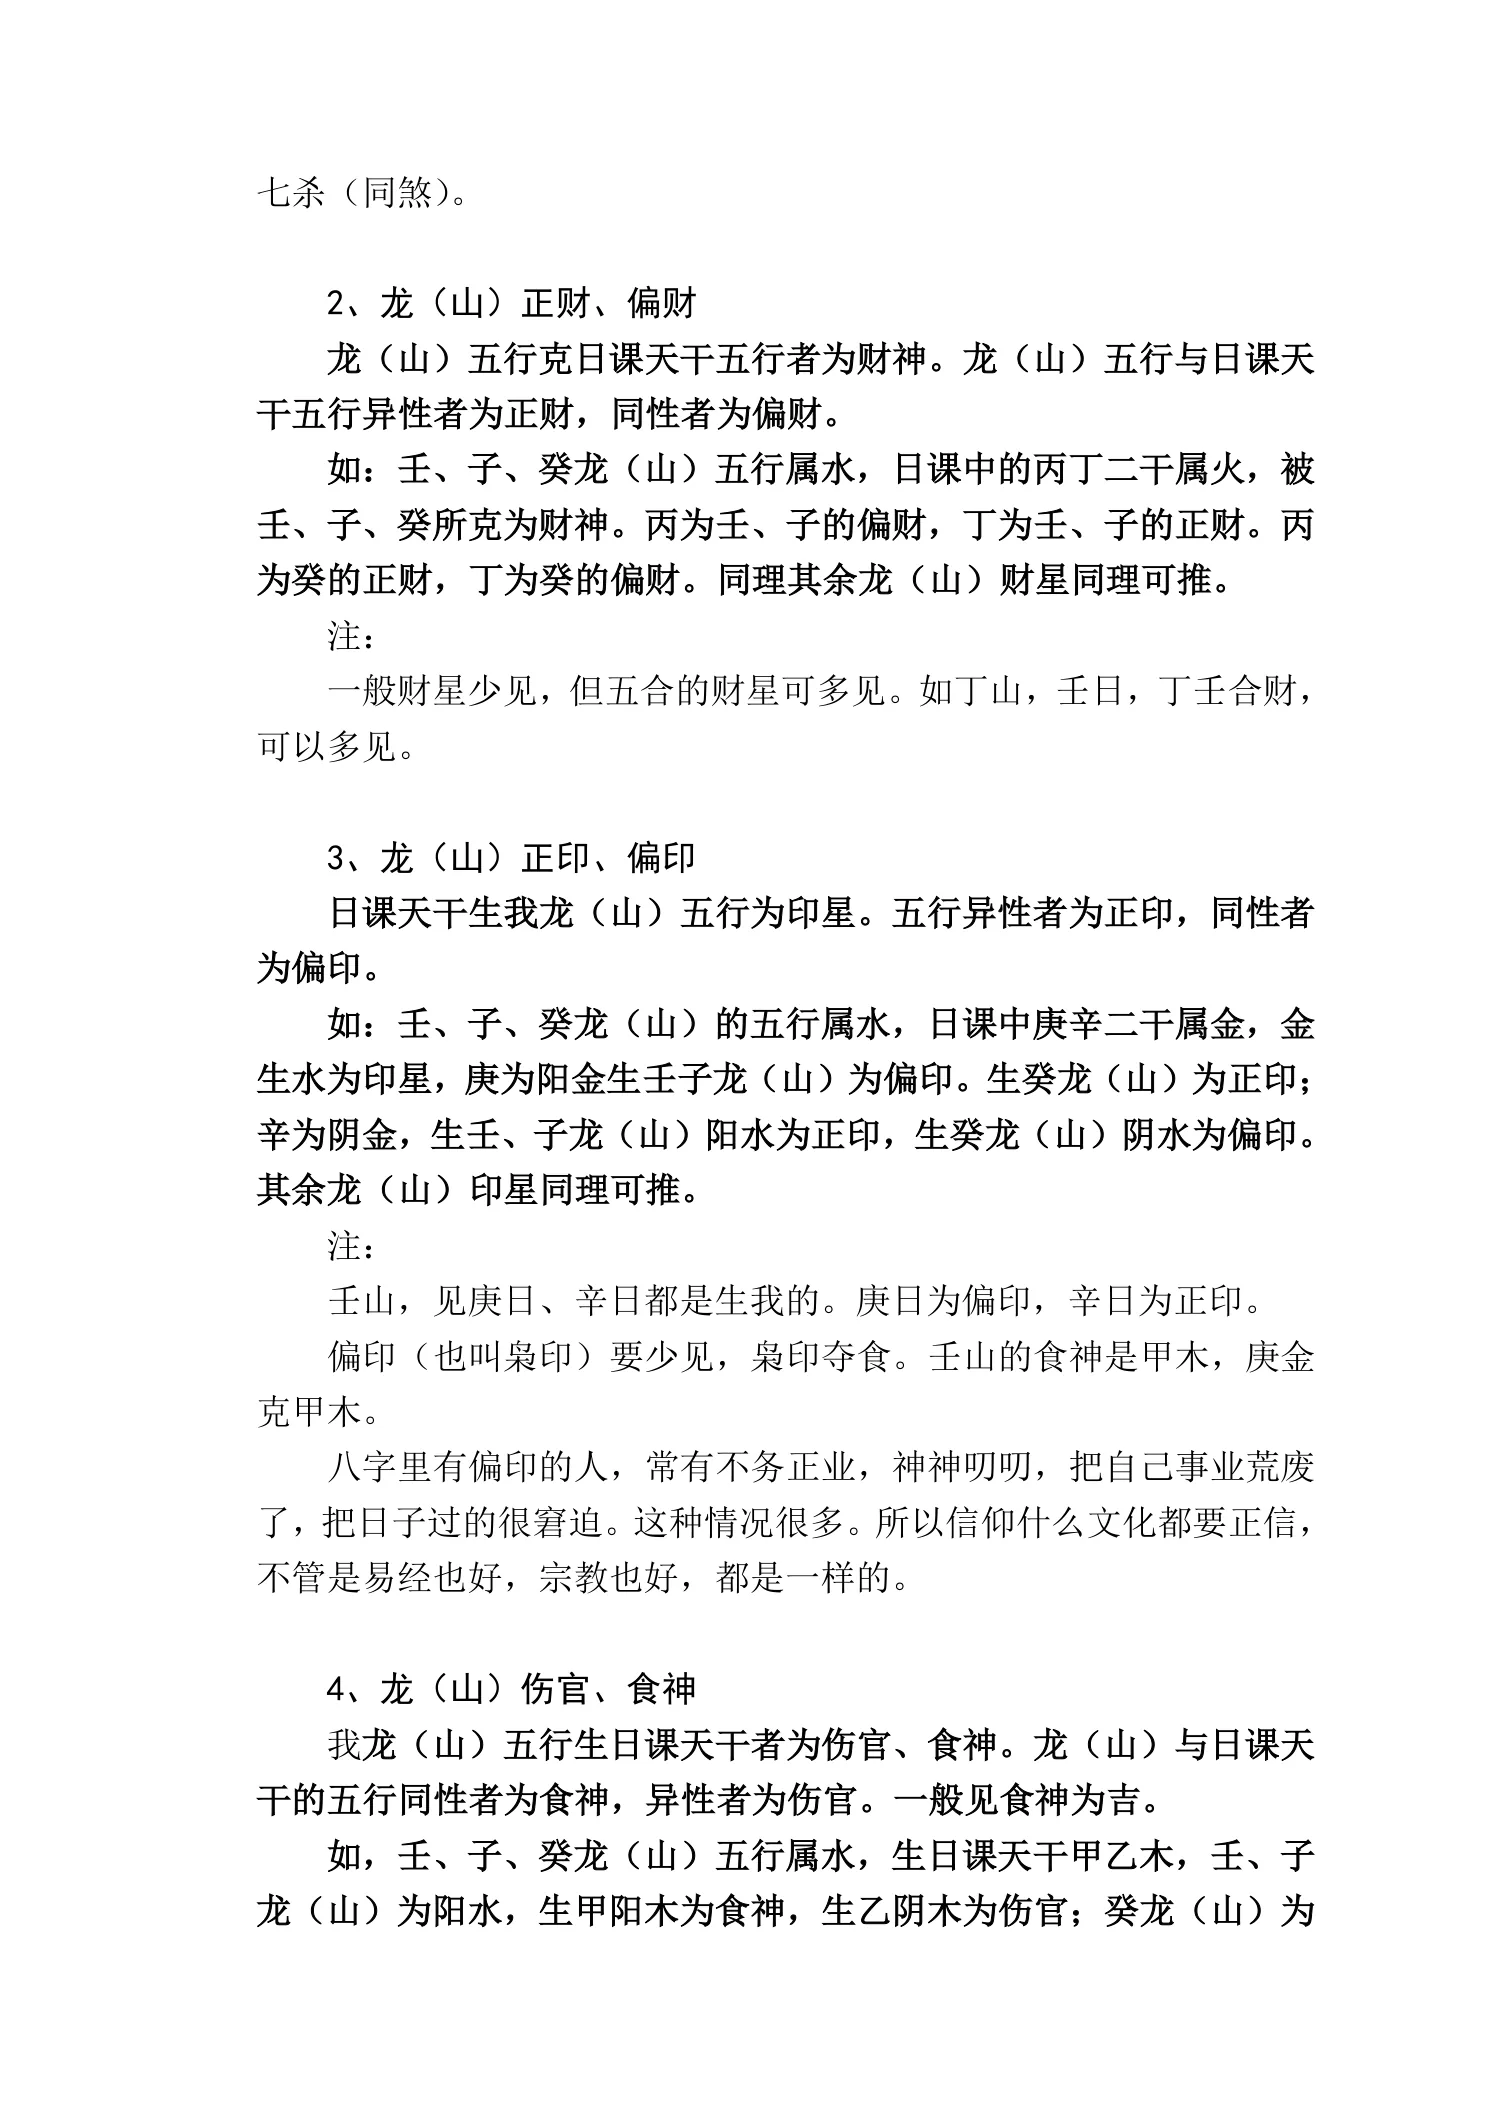 七杀（同煞）。
2、龙（山）正财、偏财
龙（山）五行克日课天干五行者为财神。龙（山）五行与日课天
干五行异性者为正财，同性者为偏财。
如：壬、子、癸龙（山）五行属水，日课中的丙丁二干属火，被
壬、子、癸所克为财神。丙为壬、子的偏财，丁为壬、子的正财。丙
为癸的正财，丁为癸的偏财。同理其余龙（山）财星同理可推。
注：
一般财星少见，但五合的财星可多见。如丁山，壬日，丁壬合财，
可以多见。
3、龙（山）正印、偏印
日课天干生我龙（山）五行为印星。五行异性者为正印，同性者
为偏印。
如：壬、子、癸龙（山）的五行属水，日课中庚辛二干属金，金
生水为印星，庚为阳金生壬子龙（山）为偏印。生癸龙（山）为正印；
辛为阴金，生壬、子龙（山）阳水为正印，生癸龙（山）阴水为偏印。
其余龙（山）印星同理可推。
注：
壬山，见庚日、辛日都是生我的。庚日为偏印，辛日为正印。
偏印（也叫枭印）要少见，枭印夺食。壬山的食神是甲木，庚金
克甲木。
八字里有偏印的人，常有不务正业，神神叨叨，把自己事业荒废
了，把日子过的很窘迫。这种情况很多。所以信仰什么文化都要正信，
不管是易经也好，宗教也好，都是一样的。
4、龙（山）伤官、食神
我龙（山）五行生日课天干者为伤官、食神。龙（山）与日课天
干的五行同性者为食神，异性者为伤官。一般见食神为吉。
如，壬、子、癸龙（山）五行属水，生日课天干甲乙木，壬、子
龙（山）为阳水，生甲阳木为食神，生乙阴木为伤官；癸龙（山）为